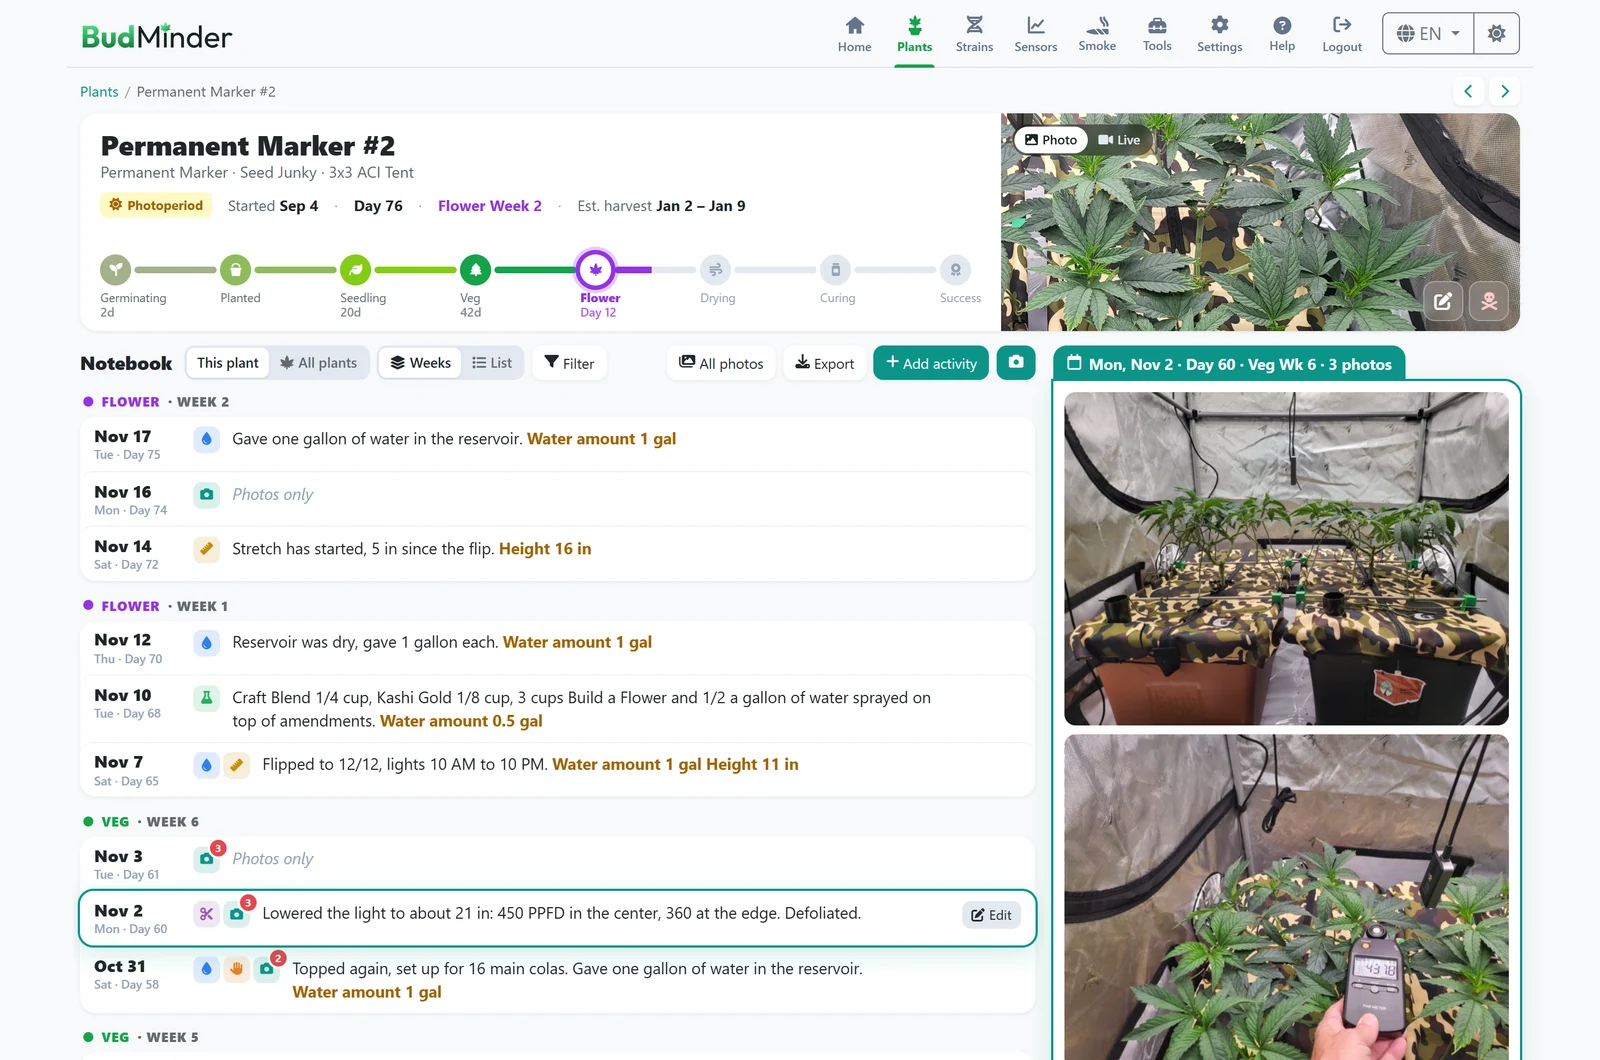 BudMinder
Home
Plants
Strains
Sensors
Smoke
Tools
Settings
Help
Logout
EN
Plants / Permanent Marker #2
Permanent Marker #2
Permanent Marker · Seed Junky · 3x3 ACI Tent
Photoperiod
Started Sep 4 · Day 76 · Flower Week 2 · Est. harvest Jan 2 – Jan 9
Germinating
2d
Planted
Seedling
20d
Veg
42d
Flower
Day 12
Drying
Curing
Success
Photo
Live
Notebook
This plant
All plants
Weeks
List
Filter
All photos
Export
+ Add activity
FLOWER · WEEK 2
Nov 17
Tue · Day 75
Gave one gallon of water in the reservoir. Water amount 1 gal
Nov 16
Mon · Day 74
Photos only
Nov 14
Sat · Day 72
Stretch has started, 5 in since the flip. Height 16 in
FLOWER · WEEK 1
Nov 12
Thu · Day 70
Reservoir was dry, gave 1 gallon each. Water amount 1 gal
Nov 10
Tue · Day 68
Craft Blend 1/4 cup, Kashi Gold 1/8 cup, 3 cups Build a Flower and 1/2 a gallon of water sprayed on
top of amendments. Water amount 0.5 gal
Nov 7
Sat · Day 65
Flipped to 12/12, lights 10 AM to 10 PM. Water amount 1 gal Height 11 in
VEG · WEEK 6
Nov 3
Tue · Day 61
3
Photos only
Nov 2
Mon · Day 60
3
Lowered the light to about 21 in: 450 PPFD in the center, 360 at the edge. Defoliated.
Edit
Oct 31
Sat · Day 58
2
Topped again, set up for 16 main colas. Gave one gallon of water in the reservoir.
Water amount 1 gal
VEG · WEEK 5
Mon, Nov 2 · Day 60 · Veg Wk 6 · 3 photos